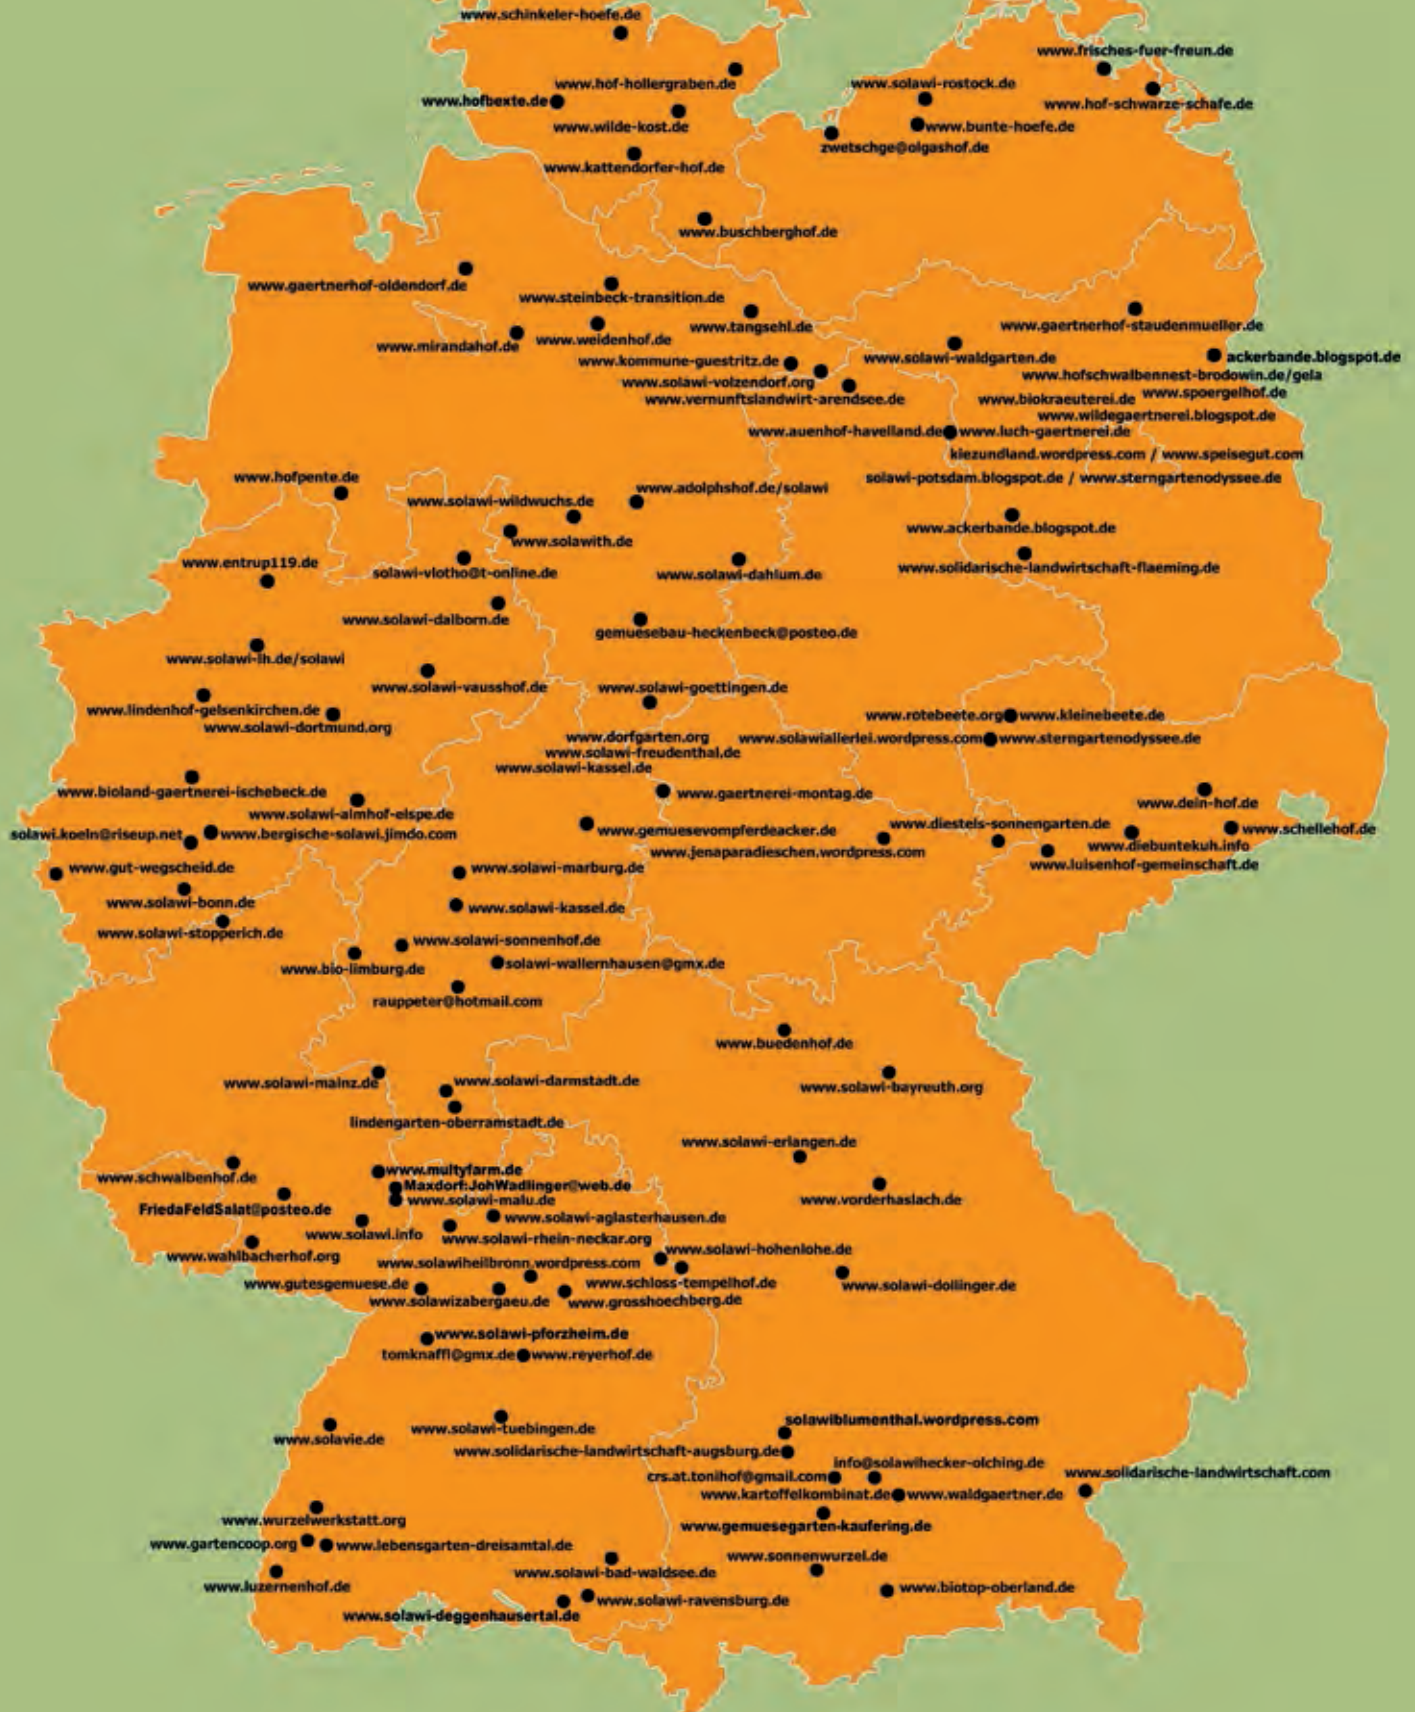 www.schinkeler-hoefe.de
www.frisches-fuer-freun.de
www.hof-hollergraben.de
www.solawi-rostock.de
www.hofbexte.de
www.hof-schwarze-schafe.de
www.wilde-kost.de
www.bunte-hoefe.de
zwetschge@olgashof.de
www.kattendorfer-hof.de
www.buschberghof.de
www.gaertnerhof-oldendorf.de
www.steinbeck-transition.de
www.tangsehl.de
www.gaertnerhof-staudenmueller.de
www.mirandahof.de
www.weidenhof.de
www.kommune-guestritz.de
www.solawi-waldgarten.de
ackerbande.blogspot.de
www.hofschwalbennest-brodowin.de/gela
www.solawi-volzendorf.org
www.vernunftslandwirt-arendsee.de
www.biokraeuterei.de
www.spoergelhof.de
www.wildegaertnerei.blogspot.de
www.auenhof-havelland.de
www.luch-gaertnerei.de
kiezundland.wordpress.com / www.speisegut.com
solawi-potsdam.blogspot.de / www.sterngartenodyssee.de
www.hofpente.de
www.adolphshof.de/solawi
www.solawi-wildwuchs.de
www.ackerbande.blogspot.de
www.solawith.de
www.entrup119.de
solawi-vlotho@t-online.de
www.solawi-dahlum.de
www.solidarische-landwirtschaft-flaeming.de
www.solawi-dalborn.de
gemuesebau-heckenbeck@posteo.de
www.solawi-lh.de/solawi
www.solawi-vausshof.de
www.solawi-goettingen.de
www.lindenhof-gelsenkirchen.de
www.rotebeete.org
www.kleinebeete.de
www.solawi-dortmund.org
www.dorfgarten.org
www.solawiallerlei.wordpress.com
www.sterngartenodyssee.de
www.solawi-freudenthal.de
www.solawi-kassel.de
www.bioland-gaertnerei-ischebeck.de
www.gaertnerei-montag.de
www.dein-hof.de
www.solawi-almhof-elspe.de
www.diestels-sonnengarten.de
www.schellehof.de
solawi.koeln@riseup.net
www.bergische-solawi.jimdo.com
www.gemuesevompferdeacker.de
www.diebuntekuh.info
www.jenaparadieschen.wordpress.com
www.luisenhof-gemeinschaft.de
www.gut-wegscheid.de
www.solawi-marburg.de
www.solawi-bonn.de
www.solawi-kassel.de
www.solawi-stopperich.de
www.solawi-sonnenhof.de
www.bio-limburg.de
solawi-wallernhausen@gmx.de
rauppeter@hotmail.com
www.buedenhof.de
www.solawi-mainz.de
www.solawi-darmstadt.de
www.solawi-bayreuth.org
lindengarten-oberramstadt.de
www.solawi-erlangen.de
www.schwalbenhof.de
www.multyfarm.de
Maxdorf:JohWadlinger@web.de
www.solawi-malu.de
www.vorderhaslach.de
FriedaFeldSalat@posteo.de
www.solawi-aglasterhausen.de
www.solawi.info
www.solawi-rhein-neckar.org
www.solawi-hohenlohe.de
www.wahlbacherhof.org
www.solawiheilbronn.wordpress.com
www.gutesgemuese.de
www.schloss-tempelhof.de
www.solawi-dollinger.de
www.solawizabergaeu.de
www.grosshoechberg.de
www.solawi-pforzheim.de
tomknaffl@gmx.de
www.reyerhof.de
solawiblumenthal.wordpress.com
www.solavie.de
www.solawi-tuebingen.de
www.solidarische-landwirtschaft-augsburg.de
info@solawihecker-olching.de
www.solidarische-landwirtschaft.com
crs.at.tonihof@gmail.com
www.kartoffelkombinat.de
www.waldgaertner.de
www.wurzelwerkstatt.org
www.gemuesegarten-kaufering.de
www.gartencoop.org
www.lebensgarten-dreisamtal.de
www.sonnenwurzel.de
www.solawi-bad-waldsee.de
www.luzernenhof.de
www.biotop-oberland.de
www.solawi-ravensburg.de
www.solawi-deggenhausertal.de